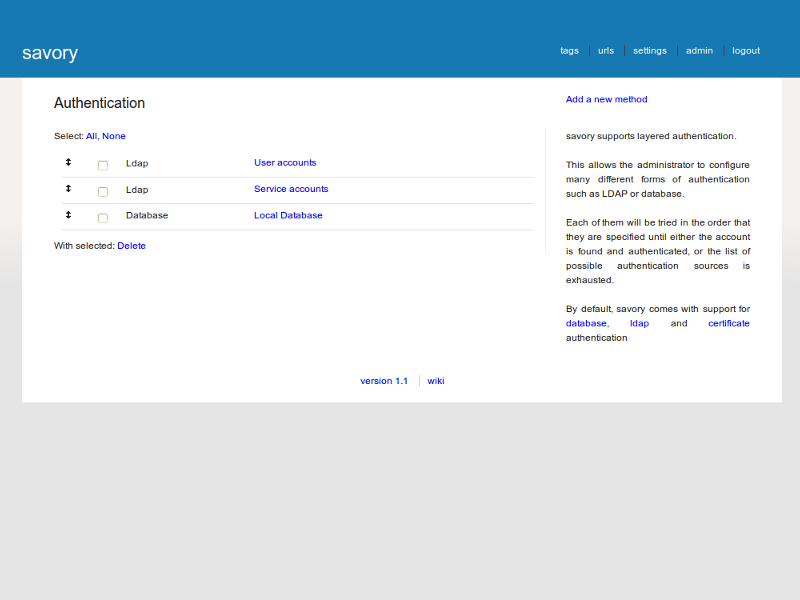 savory
tags urls settings admin logout
Authentication
Add a new method
Select: All, None
Ldap User accounts
Ldap Service accounts
Database Local Database
With selected: Delete
savory supports layered authentication.
This allows the administrator to configure
many different forms of authentication
such as LDAP or database.
Each of them will be tried in the order that
they are specified until either the account
is found and authenticated, or the list of
possible authentication sources is
exhausted.
By default, savory comes with support for
database, ldap and certificate
authentication
version 1.1 wiki